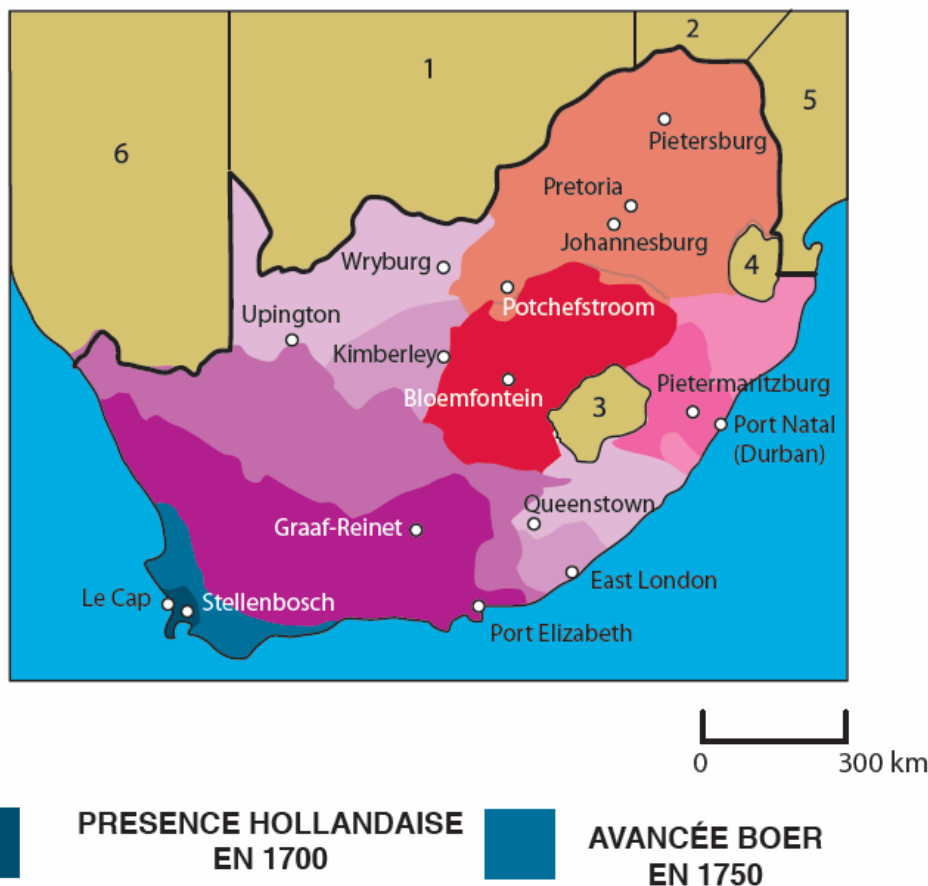 2
1
5
6
Pietersburg
Pretoria
Johannesburg
Wryburg
4
Potchefstroom
Upington
Kimberley
Pietermaritzburg
Bloemfontein
3
Port Natal
(Durban)
Queenstown
Graaf-Reinet
East London
Le Cap
Stellenbosch
Port Elizabeth
0 300 km
PRESENCE HOLLANDAISE
EN 1700
AVANCÉE BOER
EN 1750